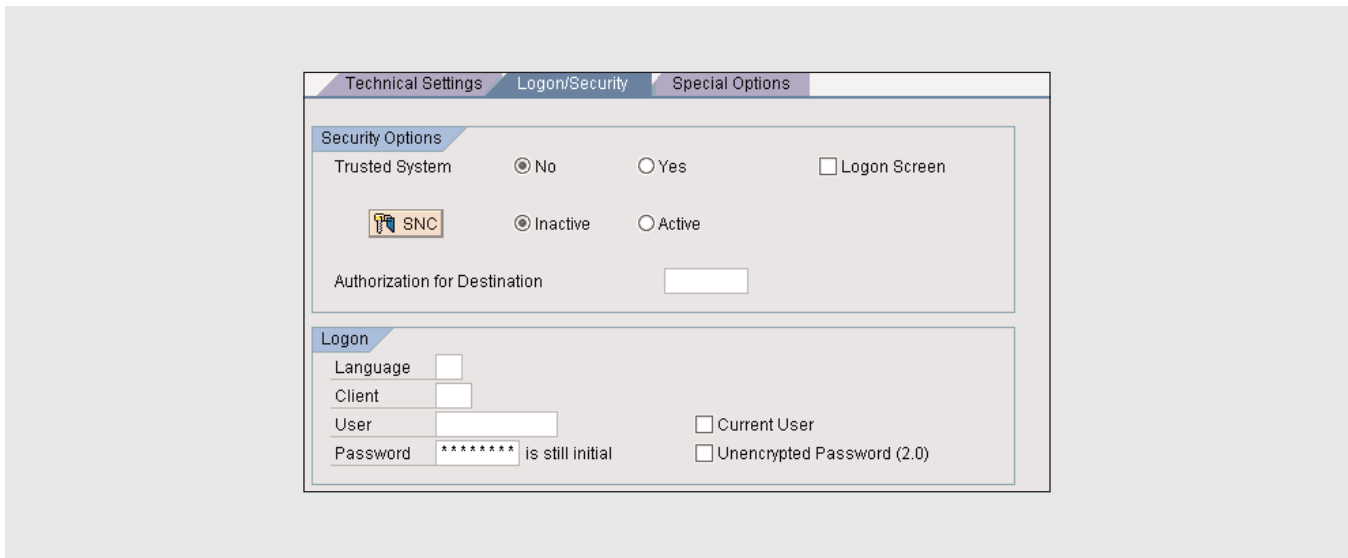 Technical Settings Logon/Security Special Options
Security Options
Trusted System No Yes Logon Screen
SNC Inactive Active
Authorization for Destination
Logon
Language
Client
User Current User
Password ******** is still initial Unencrypted Password (2.0)